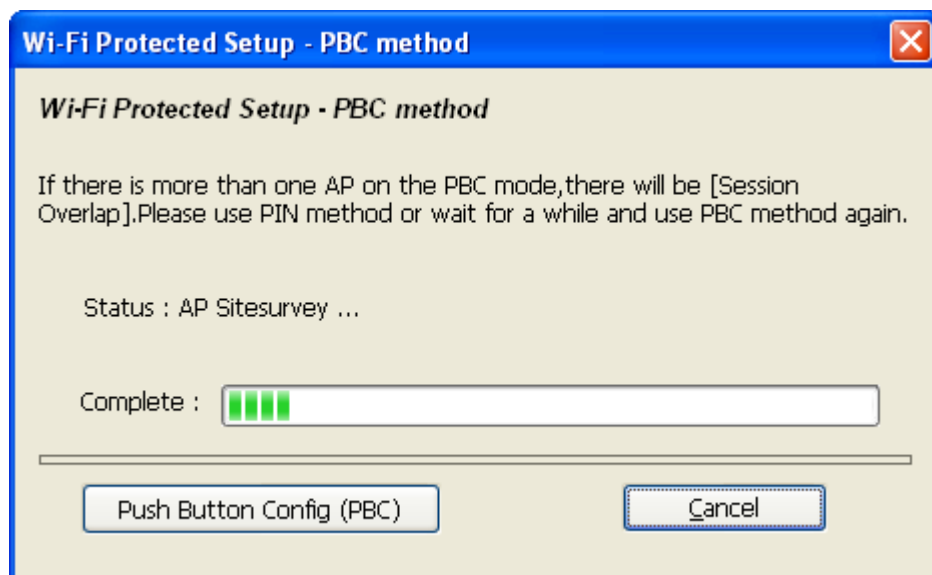 Wi-Fi Protected Setup - PBC method
Wi-Fi Protected Setup - PBC method
If there is more than one AP on the PBC mode,there will be [Session
Overlap].Please use PIN method or wait for a while and use PBC method again.
Status : AP Sitesurvey ...
Complete :
Push Button Config (PBC)
Cancel